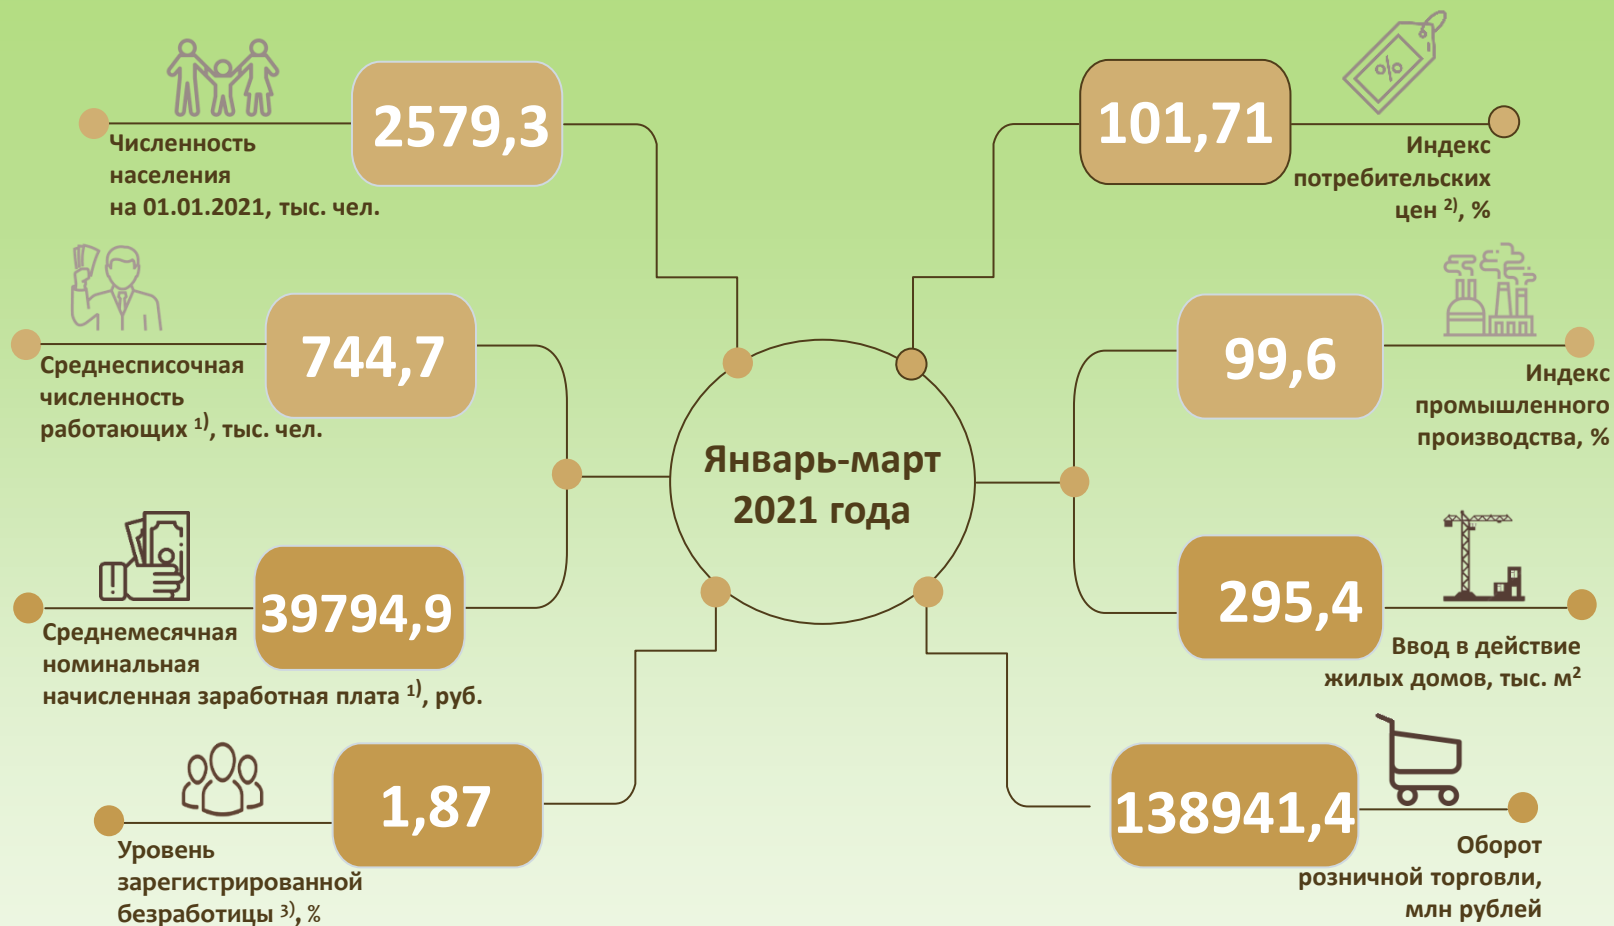 2579,3
Численность
населения
на 01.01.2021, тыс. чел.
744,7
Среднесписочная
численность
работающих 1), тыс. чел.
39794,9
Среднемесячная
номинальная
начисленная заработная плата 1), руб.
1,87
Уровень
зарегистрированной
безработицы 3), %
Январь-март
2021 года
101,71
%
Индекс
потребительских
цен 2), %
99,6
Индекс
промышленного
производства, %
295,4
Ввод в действие
жилых домов, тыс. м2
138941,4
Оборот
розничной торговли,
млн рублей